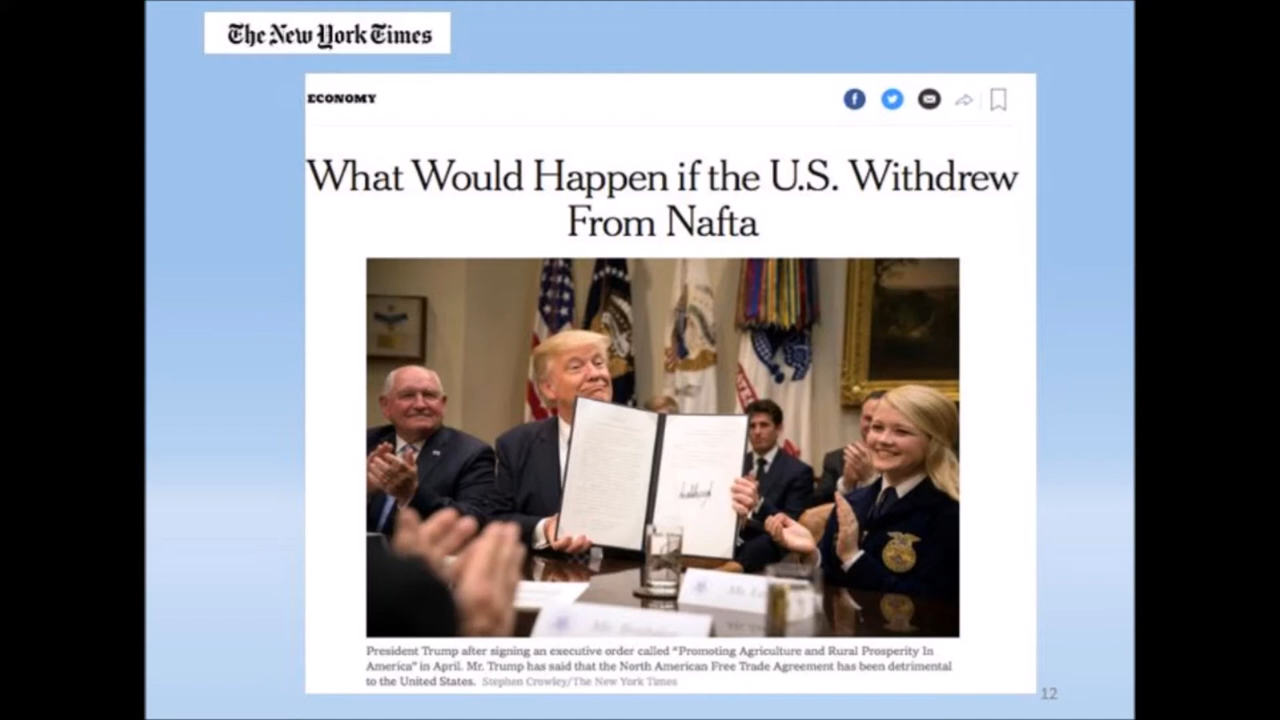 The New York Times
ECONOMY
What Would Happen if the U.S. Withdrew
From Nafta
President Trump after signing an executive order called “Promoting Agriculture and Rural Prosperity In
America” in April. Mr. Trump has said that the North American Free Trade Agreement has been detrimental
to the United States. Stephen Crowley/The New York Times
12